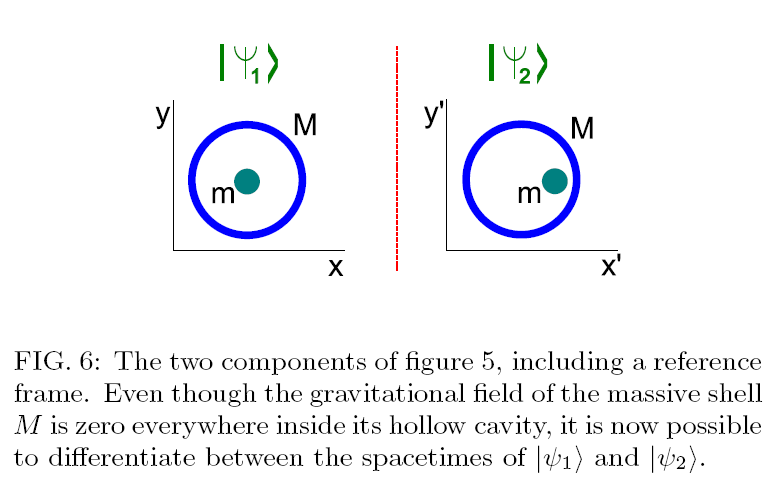 |Ψ₁⟩ |Ψ₂⟩
y M y' M
m m
x x'
FIG. 6: The two components of figure 5, including a reference
frame. Even though the gravitational field of the massive shell
M is zero everywhere inside its hollow cavity, it is now possible
to differentiate between the spacetimes of |ψ₁⟩ and |ψ₂⟩.